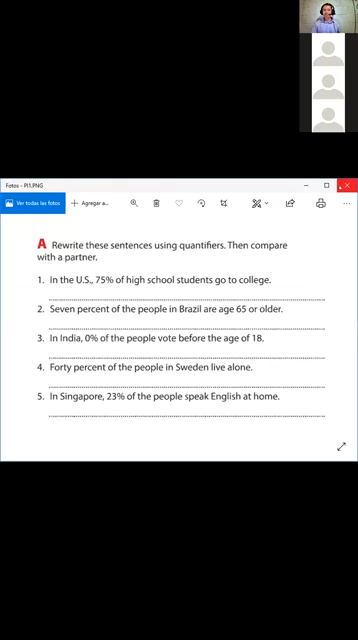 Fotos - PI1.PNG
Ver todas las fotos
Agregar a...
A Rewrite these sentences using quantifiers. Then compare
with a partner.
1. In the U.S., 75% of high school students go to college.
2. Seven percent of the people in Brazil are age 65 or older.
3. In India, 0% of the people vote before the age of 18.
4. Forty percent of the people in Sweden live alone.
5. In Singapore, 23% of the people speak English at home.